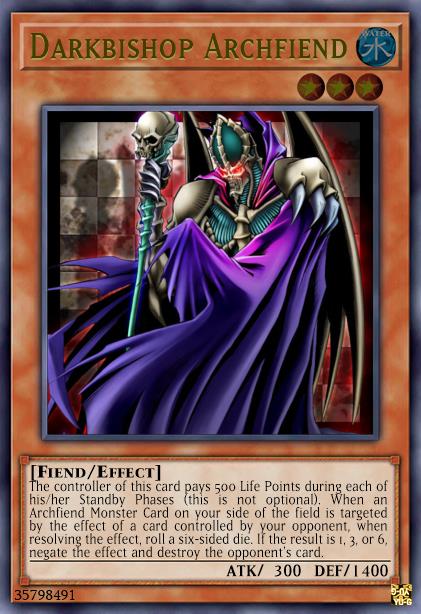 Darkbishop Archfiend
WATER
水
[Fiend/Effect]
The controller of this card pays 500 Life Points during each of
his/her Standby Phases (this is not optional). When an
Archfiend Monster Card on your side of the field is targeted
by the effect of a card controlled by your opponent, when
resolving the effect, roll a six-sided die. If the result is 1, 3, or 6,
negate the effect and destroy the opponent's card.
ATK/ 300 DEF/1400
35798491